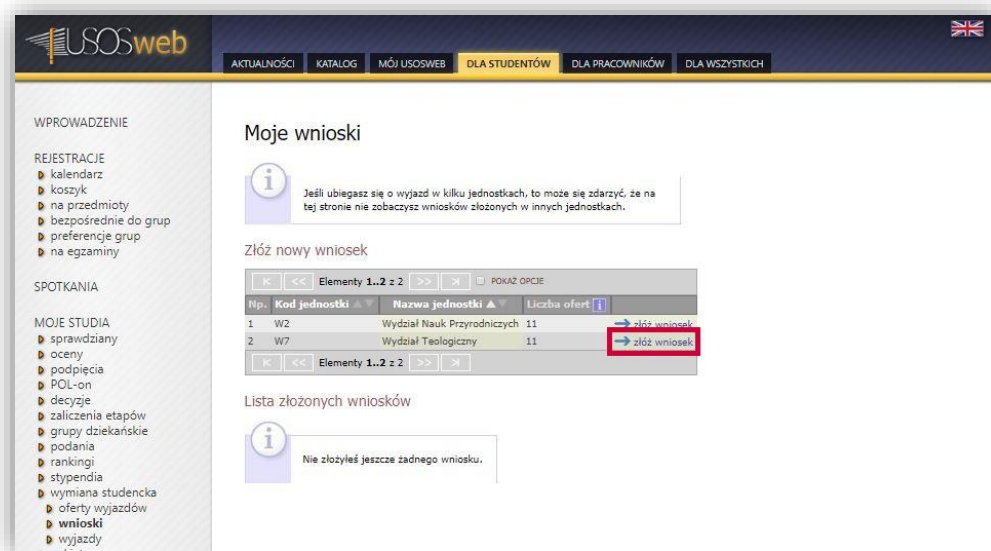 USOSweb
AKTUALNOŚCI KATALOG MÓJ USOSWEB DLA STUDENTÓW DLA PRACOWNIKÓW DLA WSZYSTKICH
WPROWADZENIE
REJESTRACJE
kalendarz
koszyk
na przedmioty
bezpośrednie do grup
preferencje grup
na egzaminy
SPOTKANIA
MOJE STUDIA
sprawdziany
oceny
podpięcia
POL-on
decyzje
zaliczenia etapów
grupy dziekańskie
podania
rankingi
stypendia
wymiana studencka
oferty wyjazdów
wnioski
wyjazdy
Moje wnioski
Jeśli ubiegasz się o wyjazd w kilku jednostkach, to może się zdarzyć, że na
tej stronie nie zobaczysz wniosków złożonych w innych jednostkach.
Złóż nowy wniosek
K << Elementy 1..2 z 2 >> >| POKAŻ OPCJE
Np. Kod jednostki Nazwa jednostki Liczba ofert i
1 W2 Wydział Nauk Przyrodniczych 11 złóż wniosek
2 W7 Wydział Teologiczny 11 złóż wniosek
K << Elementy 1..2 z 2 >> >|
Lista złożonych wniosków
Nie złożyłeś jeszcze żadnego wniosku.